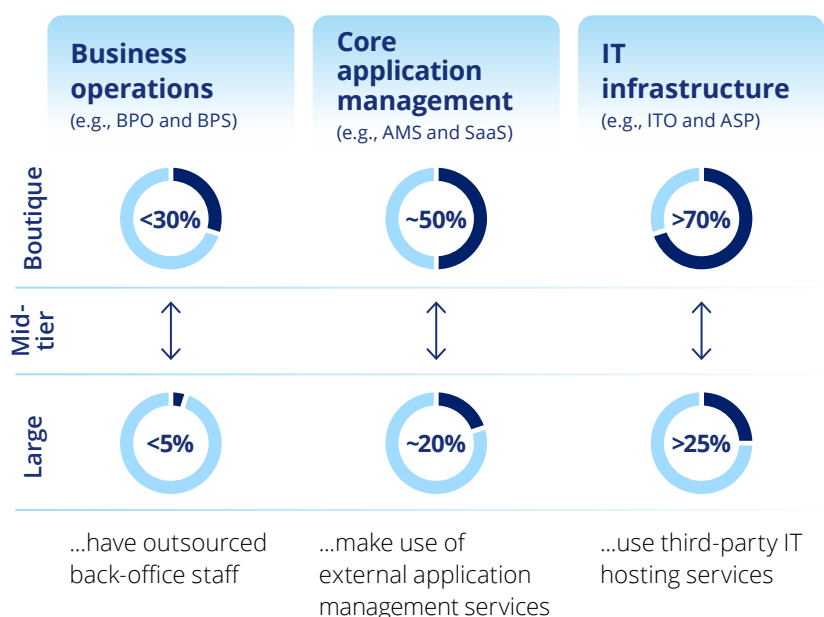 Business
operations
(e.g., BPO and BPS)
Core
application
management
(e.g., AMS and SaaS)
IT
infrastructure
(e.g., ITO and ASP)
Boutique
<30%
~50%
>70%
Mid-
tier
Large
<5%
~20%
>25%
...have outsourced
back-office staff
...make use of
external application
management services
...use third-party IT
hosting services